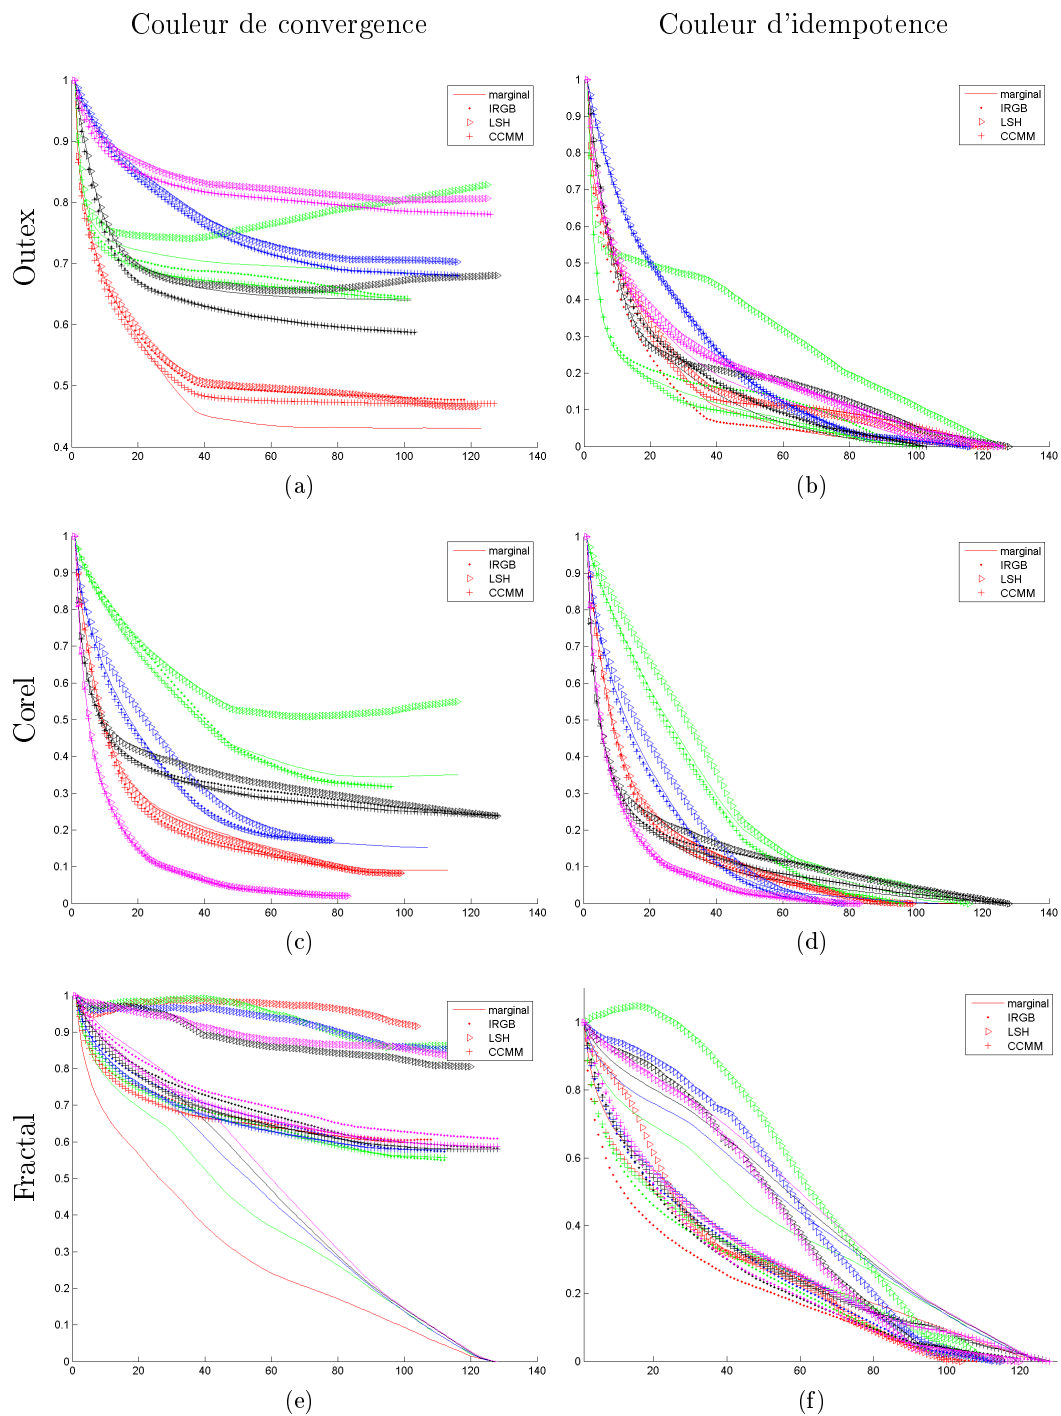 Couleur de convergence
Couleur d'idempotence
Outex
1
0.9
0.8
0.7
0.6
0.5
0.4
0 20 40 60 80 100 120 140
marginal
IRGB
LSH
CCMM
(a)
1
0.9
0.8
0.7
0.6
0.5
0.4
0.3
0.2
0.1
0
0 20 40 60 80 100 120 140
marginal
IRGB
LSH
CCMM
(b)
Corel
1
0.9
0.8
0.7
0.6
0.5
0.4
0.3
0.2
0.1
0
0 20 40 60 80 100 120 140
marginal
IRGB
LSH
CCMM
(c)
1
0.9
0.8
0.7
0.6
0.5
0.4
0.3
0.2
0.1
0
0 20 40 60 80 100 120 140
marginal
IRGB
LSH
CCMM
(d)
Fractal
1
0.9
0.8
0.7
0.6
0.5
0.4
0.3
0.2
0.1
0
0 20 40 60 80 100 120 140
marginal
IRGB
LSH
CCMM
(e)
1
0.8
0.6
0.4
0.2
0
20 40 60 80 100 120
marginal
IRGB
LSH
CCMM
(f)